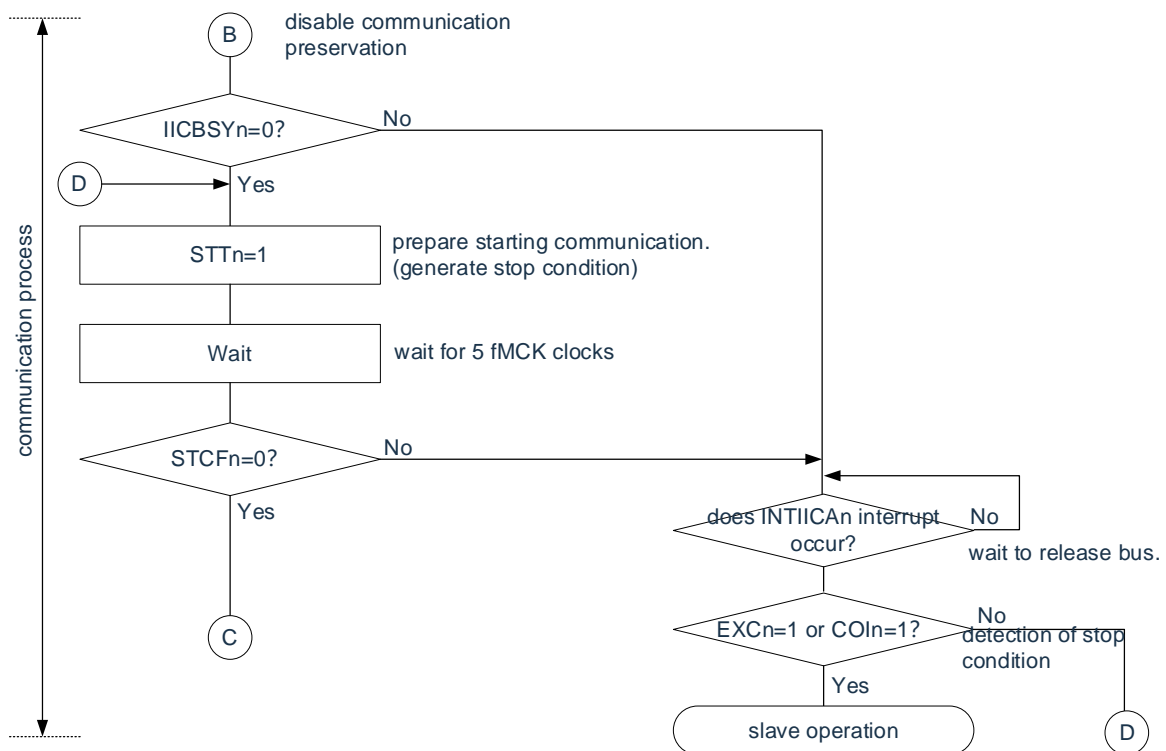 B
disable communication
preservation
IICBSYn=0?
No
D
Yes
STTn=1
prepare starting communication.
(generate stop condition)
communication process
Wait
wait for 5 fMCK clocks
STCFn=0?
No
Yes
does INTIICAn interrupt
occur?
No
wait to release bus.
C
EXCn=1 or COIn=1?
No
detection of stop
condition
Yes
slave operation
D